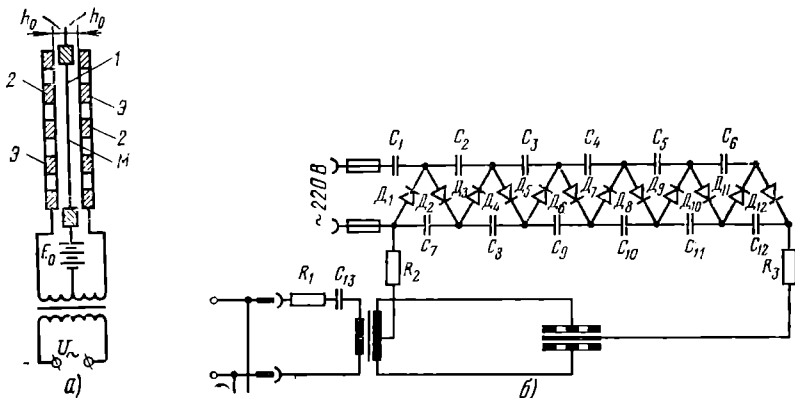 h₀ h₀
1
2
Э
2
Э
М
E₀
U~
а)
~ 220В
C₁ C₂ C₃ C₄ C₅ C₆
Д₁ Д₂ Д₃ Д₄ Д₅ Д₆ Д₇ Д₈ Д₉ Д₁₀ Д₁₁ Д₁₂
C₇ C₈ C₉ C₁₀ C₁₁ C₁₂
R₂ R₃
R₁ C₁₃
б)